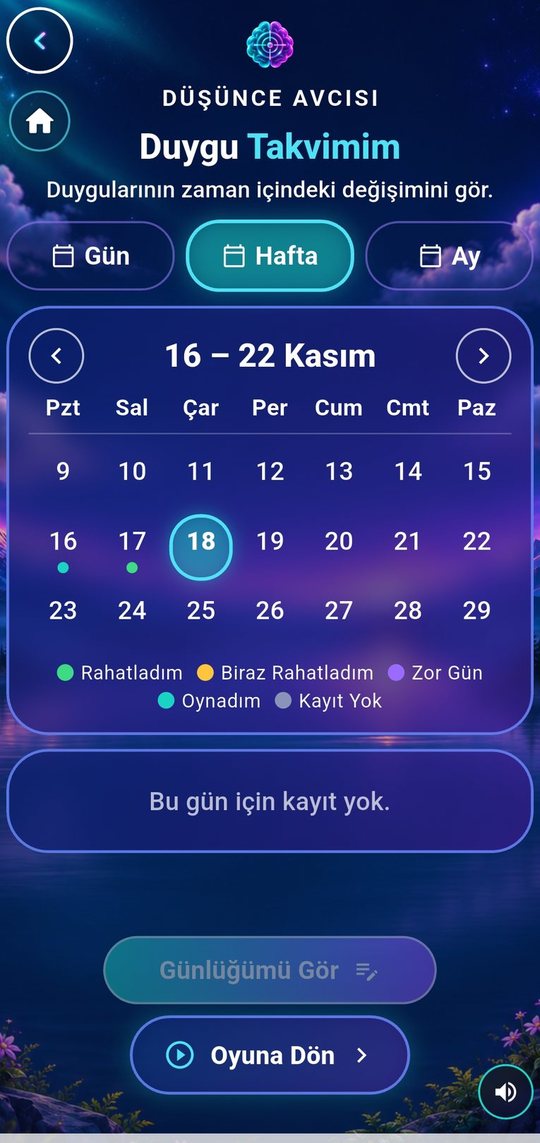 DÜŞÜNCE AVCISI
Duygu Takvimim
Duygularının zaman içindeki değişimini gör.
Gün Hafta Ay
16 – 22 Kasım
Pzt Sal Çar Per Cum Cmt Paz
9 10 11 12 13 14 15
16 17 18 19 20 21 22
23 24 25 26 27 28 29
Rahatladım Biraz Rahatladım Zor Gün
Oynadım Kayıt Yok
Bu gün için kayıt yok.
Günlüğümü Gör
Oyuna Dön